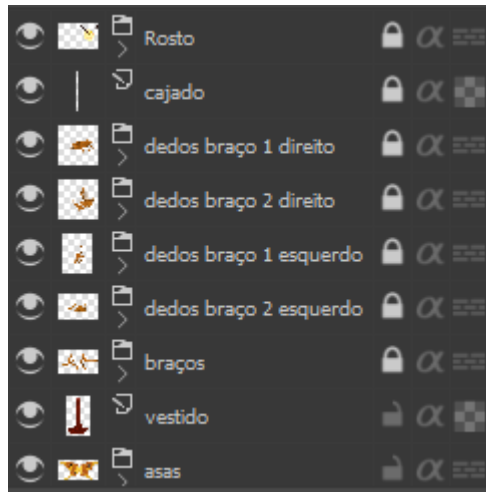 Rosto
cajado
dedos braço 1 direito
dedos braço 2 direito
dedos braço 1 esquerdo
dedos braço 2 esquerdo
braços
vestido
asas